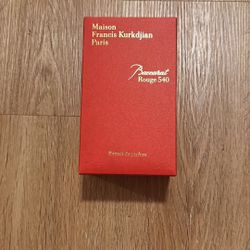 Maison
Francis Kurkdjian
Paris
Baccarat
Rouge 540